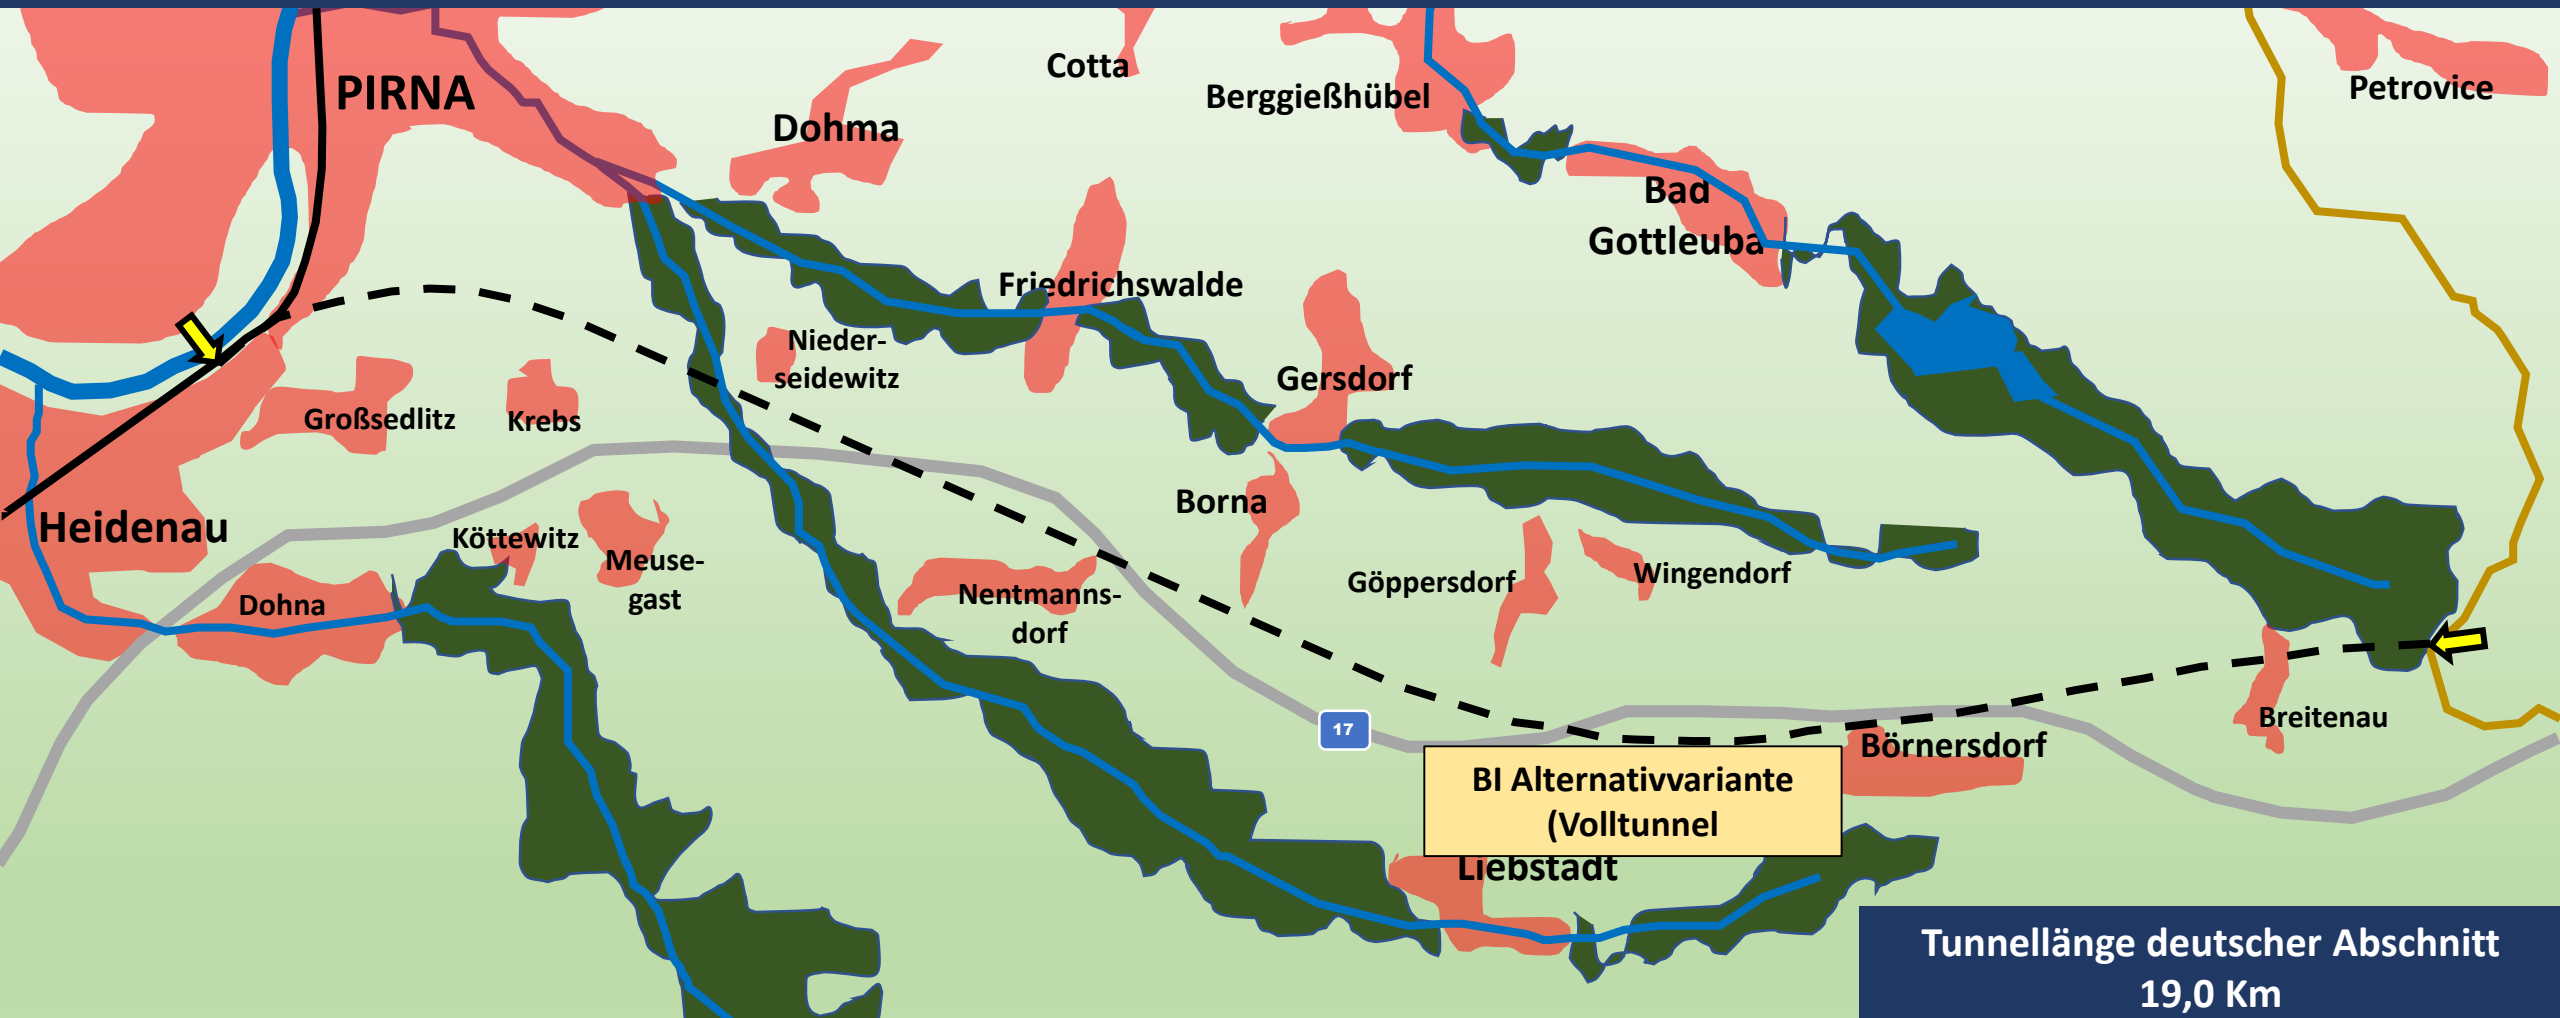 Cotta
Petrovice
PIRNA
Berggießhübel
Dohma
Bad
Gottleuba
Friedrichswalde
Nieder-
seidewitz
Gersdorf
Großsedlitz
Krebs
Borna
Heidenau
Köttewitz
Meuse-
gast
Wingendorf
Göppersdorf
Nentmanns-
dorf
Dohna
Breitenau
17
Börnersdorf
BI Alternativvariante
(Volltunnel
Liebstadt
Tunnellänge deutscher Abschnitt
19,0 Km